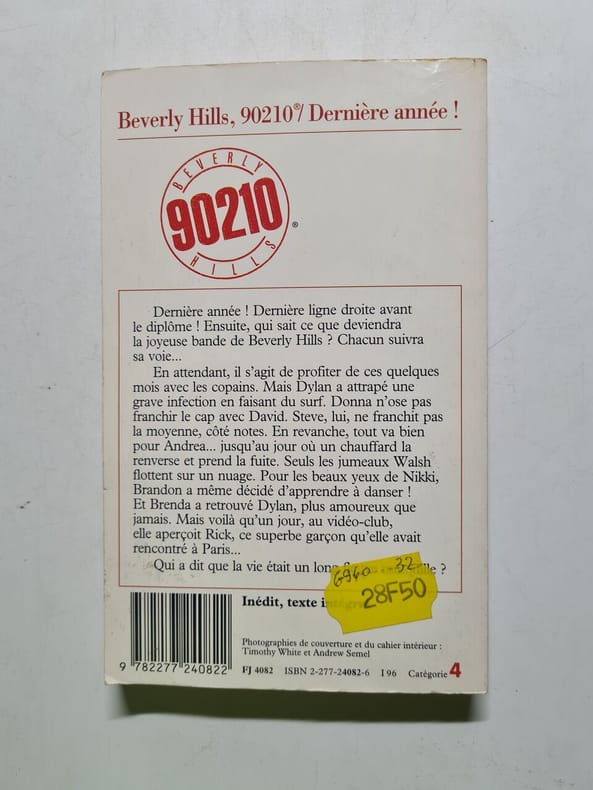 Beverly Hills, 90210®/ Dernière année !
BEVERLY
90210
®
HILLS
Dernière année ! Dernière ligne droite avant
le diplôme ! Ensuite, qui sait ce que deviendra
la joyeuse bande de Beverly Hills ? Chacun suivra
sa voie...
En attendant, il s'agit de profiter de ces quelques
mois avec les copains. Mais Dylan a attrapé une
grave infection en faisant du surf. Donna n'ose pas
franchir le cap avec David. Steve, lui, ne franchit pas
la moyenne, côté notes. En revanche, tout va bien
pour Andrea... jusqu'au jour où un chauffard la
renverse et prend la fuite. Seuls les jumeaux Walsh
flottent sur un nuage. Pour les beaux yeux de Nikki,
Brandon a même décidé d'apprendre à danser !
Et Brenda a retrouvé Dylan, plus amoureux que
jamais. Mais voilà qu'un jour, au vidéo-club,
elle aperçoit Rick, ce superbe garçon qu'elle avait
rencontré à Paris...
Qui a dit que la vie était un long ?
6940 32
28F50
Inédit, texte
Photographies de couverture et du cahier intérieur :
Timothy White et Andrew Semel
9 782277 240822
FJ 4082 ISBN 2-277-24082-6 I 96 Catégorie 4